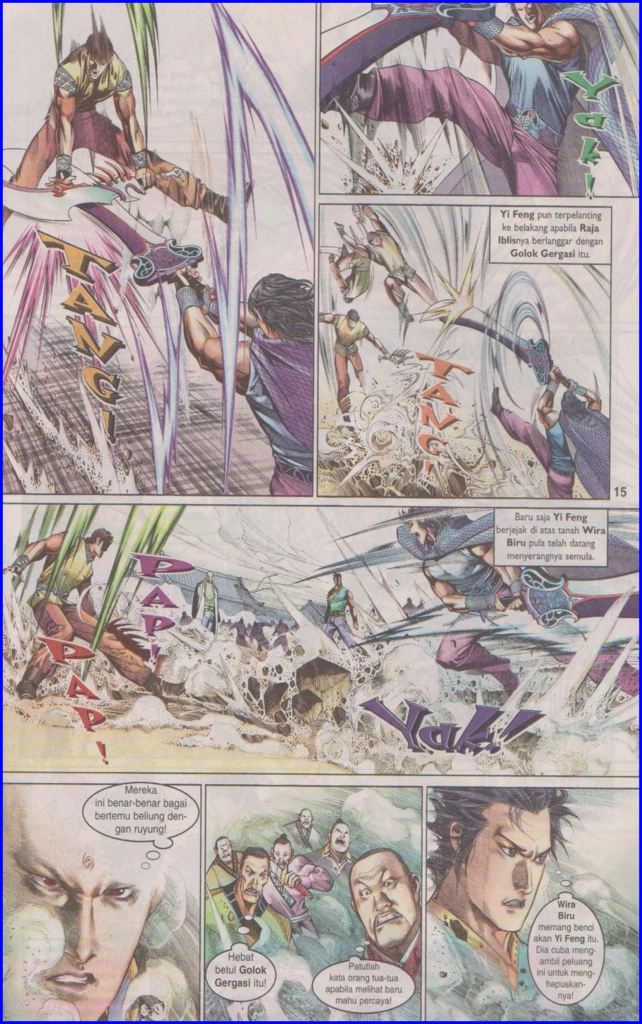 TANG!
Yak!
Yi Feng pun terpelanting
ke belakang apabila Raja
Iblisnya berlanggar dengan
Golok Gergasi itu.
TANG!
15
Baru saja Yi Feng
berjejak di atas tanah Wira
Biru pula telah datang
menyerangnya semula.
PAP!
PAP!
Yak!
Mereka
ini benar-benar bagai
bertemu beliung den-
gan ruyung!
Hebat
betul Golok
Gergasi itu!
Patutlah
kata orang tua-tua
apabila melihat baru
mahu percaya!
Wira
Biru
memang benci
akan Yi Feng itu.
Dia cuba meng-
ambil peluang
ini untuk meng-
hapuskan-
nya!